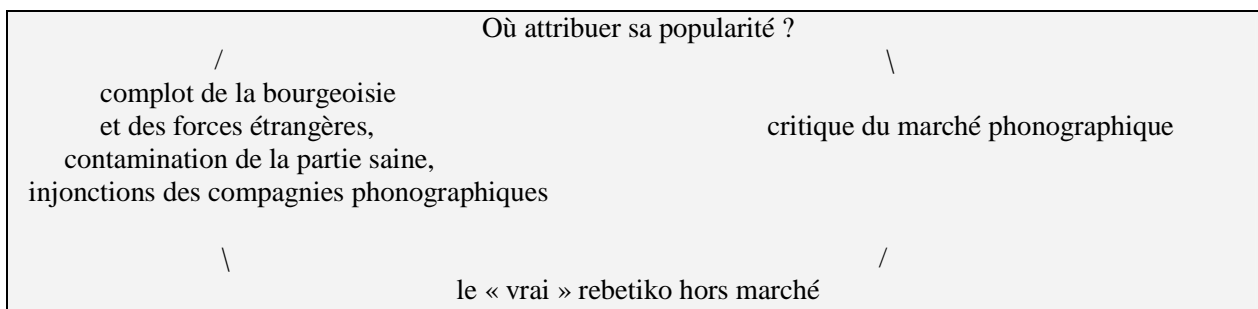 Où attribuer sa popularité ?
/ \
complot de la bourgeoisie
et des forces étrangères, critique du marché phonographique
contamination de la partie saine,
injonctions des compagnies phonographiques
\ /
le « vrai » rebetiko hors marché